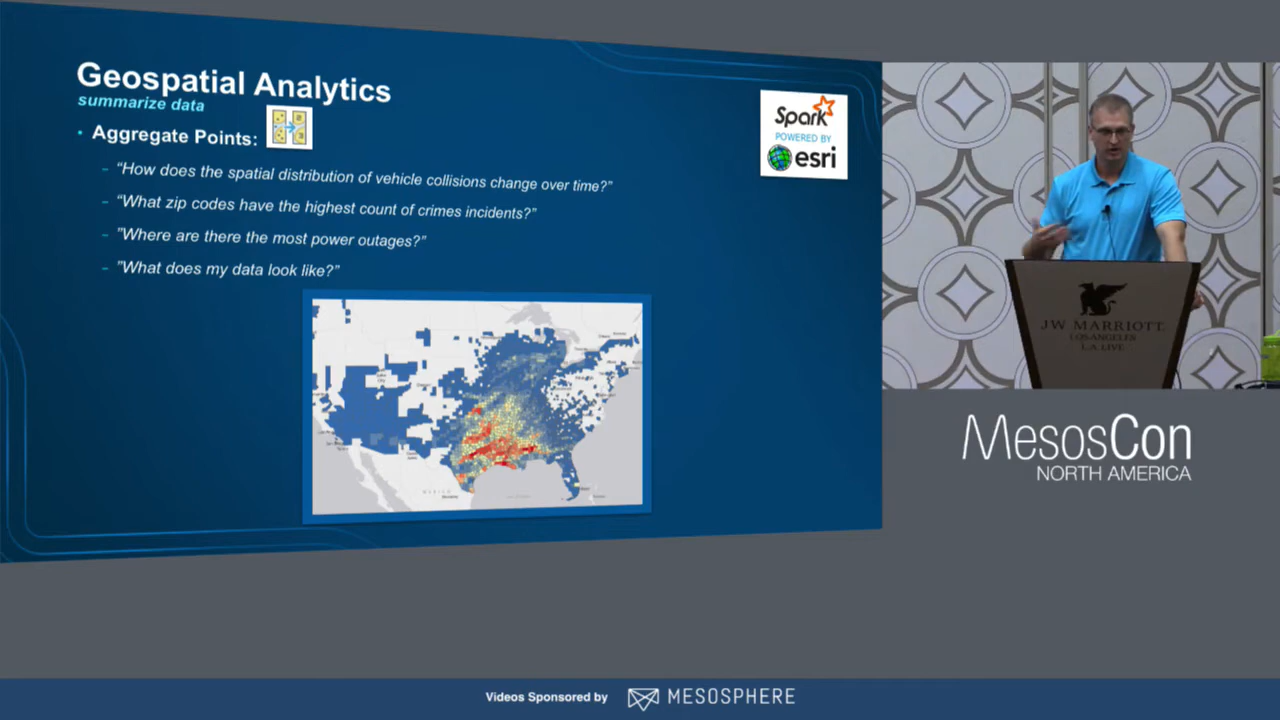 Geospatial Analytics
summarize data
• Aggregate Points:
- “How does the spatial distribution of vehicle collisions change over time?”
- “What zip codes have the highest count of crimes incidents?”
- ”Where are there the most power outages?”
- ”What does my data look like?”
Spark
POWERED BY
esri
JW MARRIOTT
LOS ANGELES
L.A. LIVE
MesosCon
NORTH AMERICA
Videos Sponsored by MESOSPHERE